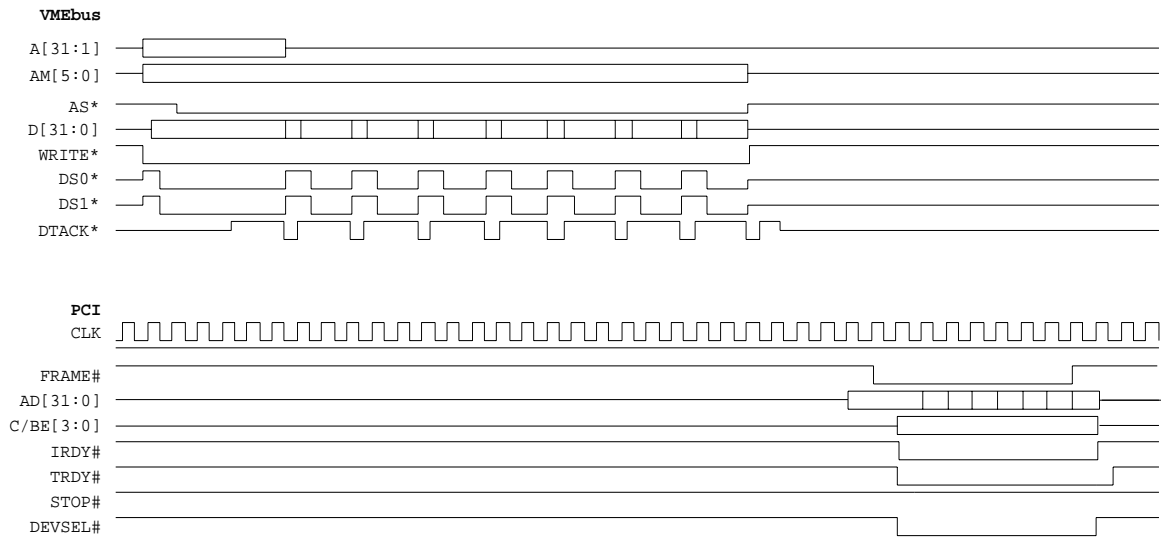 VMEbus
A[31:1]
AM[5:0]
AS*
D[31:0]
WRITE*
DS0*
DS1*
DTACK*
PCI
CLK
FRAME#
AD[31:0]
C/BE[3:0]
IRDY#
TRDY#
STOP#
DEVSEL#